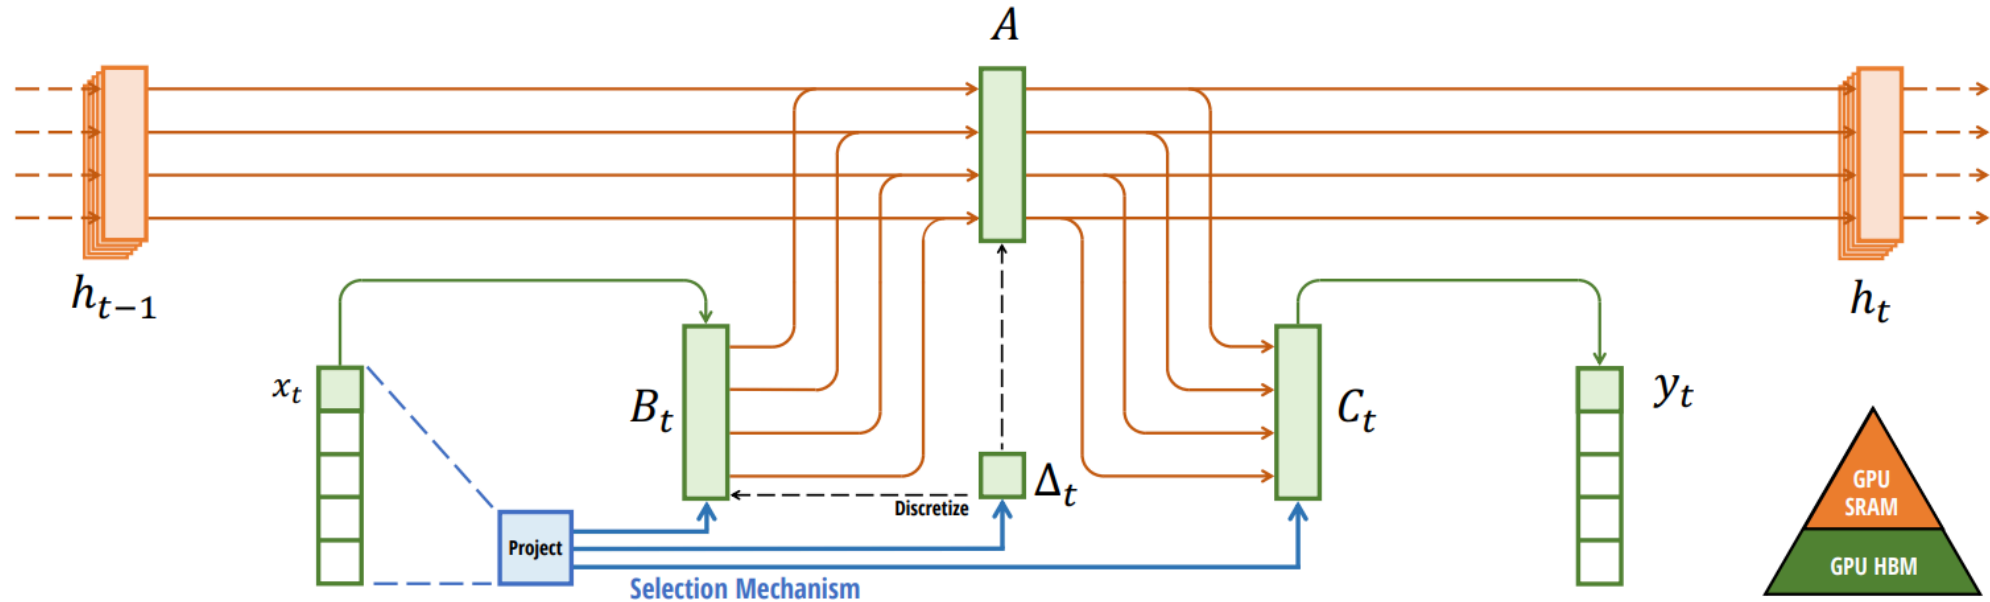 A
h_{t-1}
h_t
x_t
B_t
Δ_t
C_t
y_t
Discretize
Project
Selection Mechanism
GPU
SRAM
GPU HBM